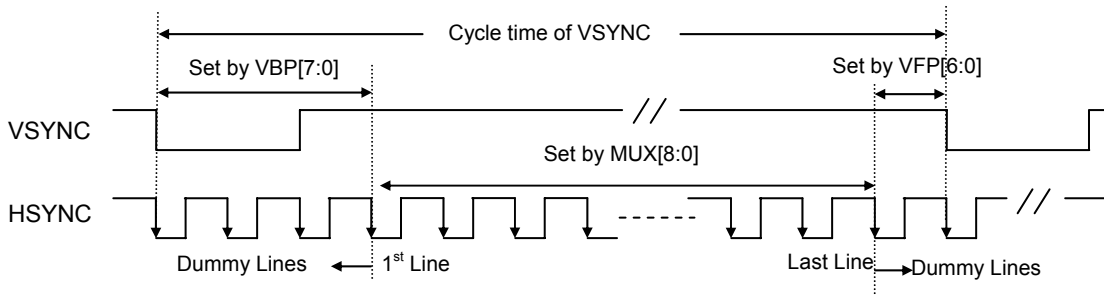 Cycle time of VSYNC
Set by VBP[7:0]
Set by VFP[6:0]
VSYNC
Set by MUX[8:0]
HSYNC
Dummy Lines
1st Line
Last Line
Dummy Lines